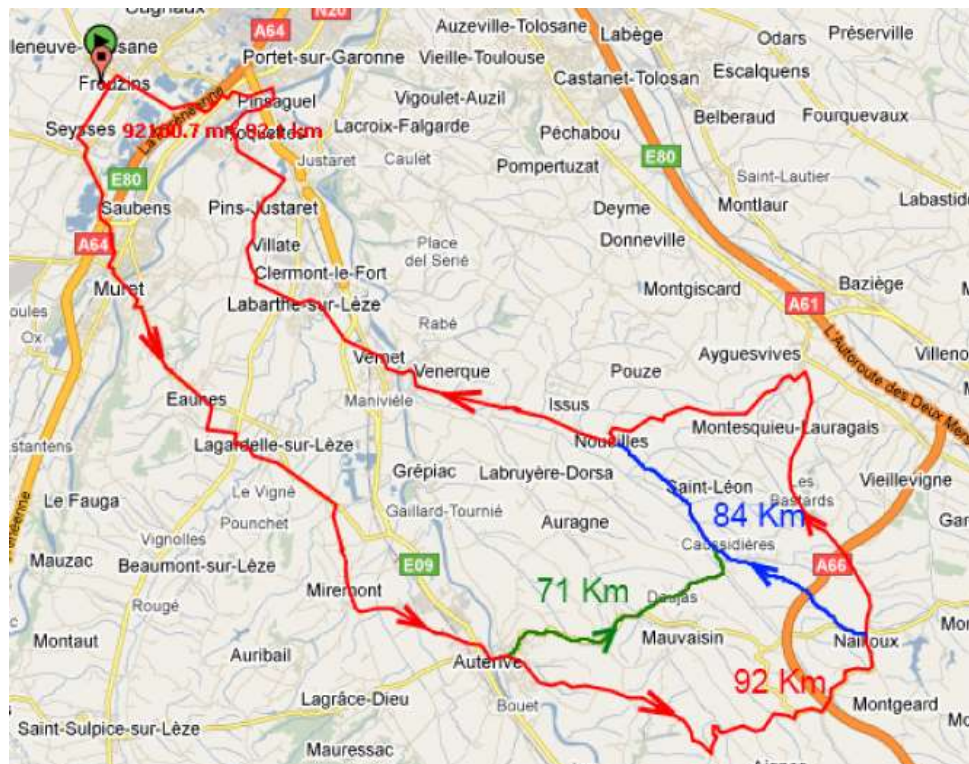 A64
N20
Auzeville-Tolosane
Labège
Odars
Préserville
Portet-sur-Garonne
Vieille-Toulouse
Escalquens
Castanet-Tolosan
Frouzins
Pinsaguel
Vigoulet-Auzil
Belberaud
Fourquevaux
Seysses
92100.7 m
Roquettes
Lacroix-Falgarde
Péchabou
E80
Justaret
Caulet
Pompertuzat
E80
Saint-Lautier
Saubens
Pins-Justaret
Deyme
Montlaur
A64
Villate
Place
del Serié
Donneville
Muret
Clermont-le-Fort
Montgiscard
Baziège
Labarthe-sur-Lèze
A61
Ox
Rabé
L'Autoroute des Deux Mers
Vernet
Venerque
Pouze
Ayguesvives
Eaunes
Maniviéle
Issus
Noueilles
Montesquieu-Lauragais
Lagardelle-sur-Lèze
Grépiac
Labruyère-Dorsa
Saint-Léon
Les
Bastards
Vieillevigne
Le Fauga
Le Vigné
Gaillard-Tournié
84 Km
Pounchet
Auragne
Vignolles
Caussidières
Mauzac
Beaumont-sur-Lèze
E09
A66
Miremont
71 Km
Daujas
Rougé
Mauvaisin
Nailloux
Montaut
Auribail
Auterive
92 Km
Lagrâce-Dieu
Bouet
Montgeard
Saint-Sulpice-sur-Lèze
Mauressac